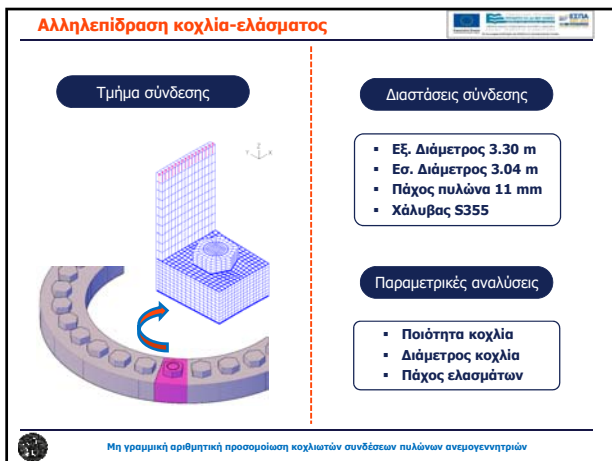 Αλληλεπίδραση κοχλία-ελάσματος
ΕΣΠΑ
Τμήμα σύνδεσης
Z
Y
X
Διαστάσεις σύνδεσης
▪ Εξ. Διάμετρος 3.30 m
▪ Εσ. Διάμετρος 3.04 m
▪ Πάχος πυλώνα 11 mm
▪ Χάλυβας S355
Παραμετρικές αναλύσεις
▪ Ποιότητα κοχλία
▪ Διάμετρος κοχλία
▪ Πάχος ελασμάτων
Μη γραμμική αριθμητική προσομοίωση κοχλιωτών συνδέσεων πυλώνων ανεμογεννητριών